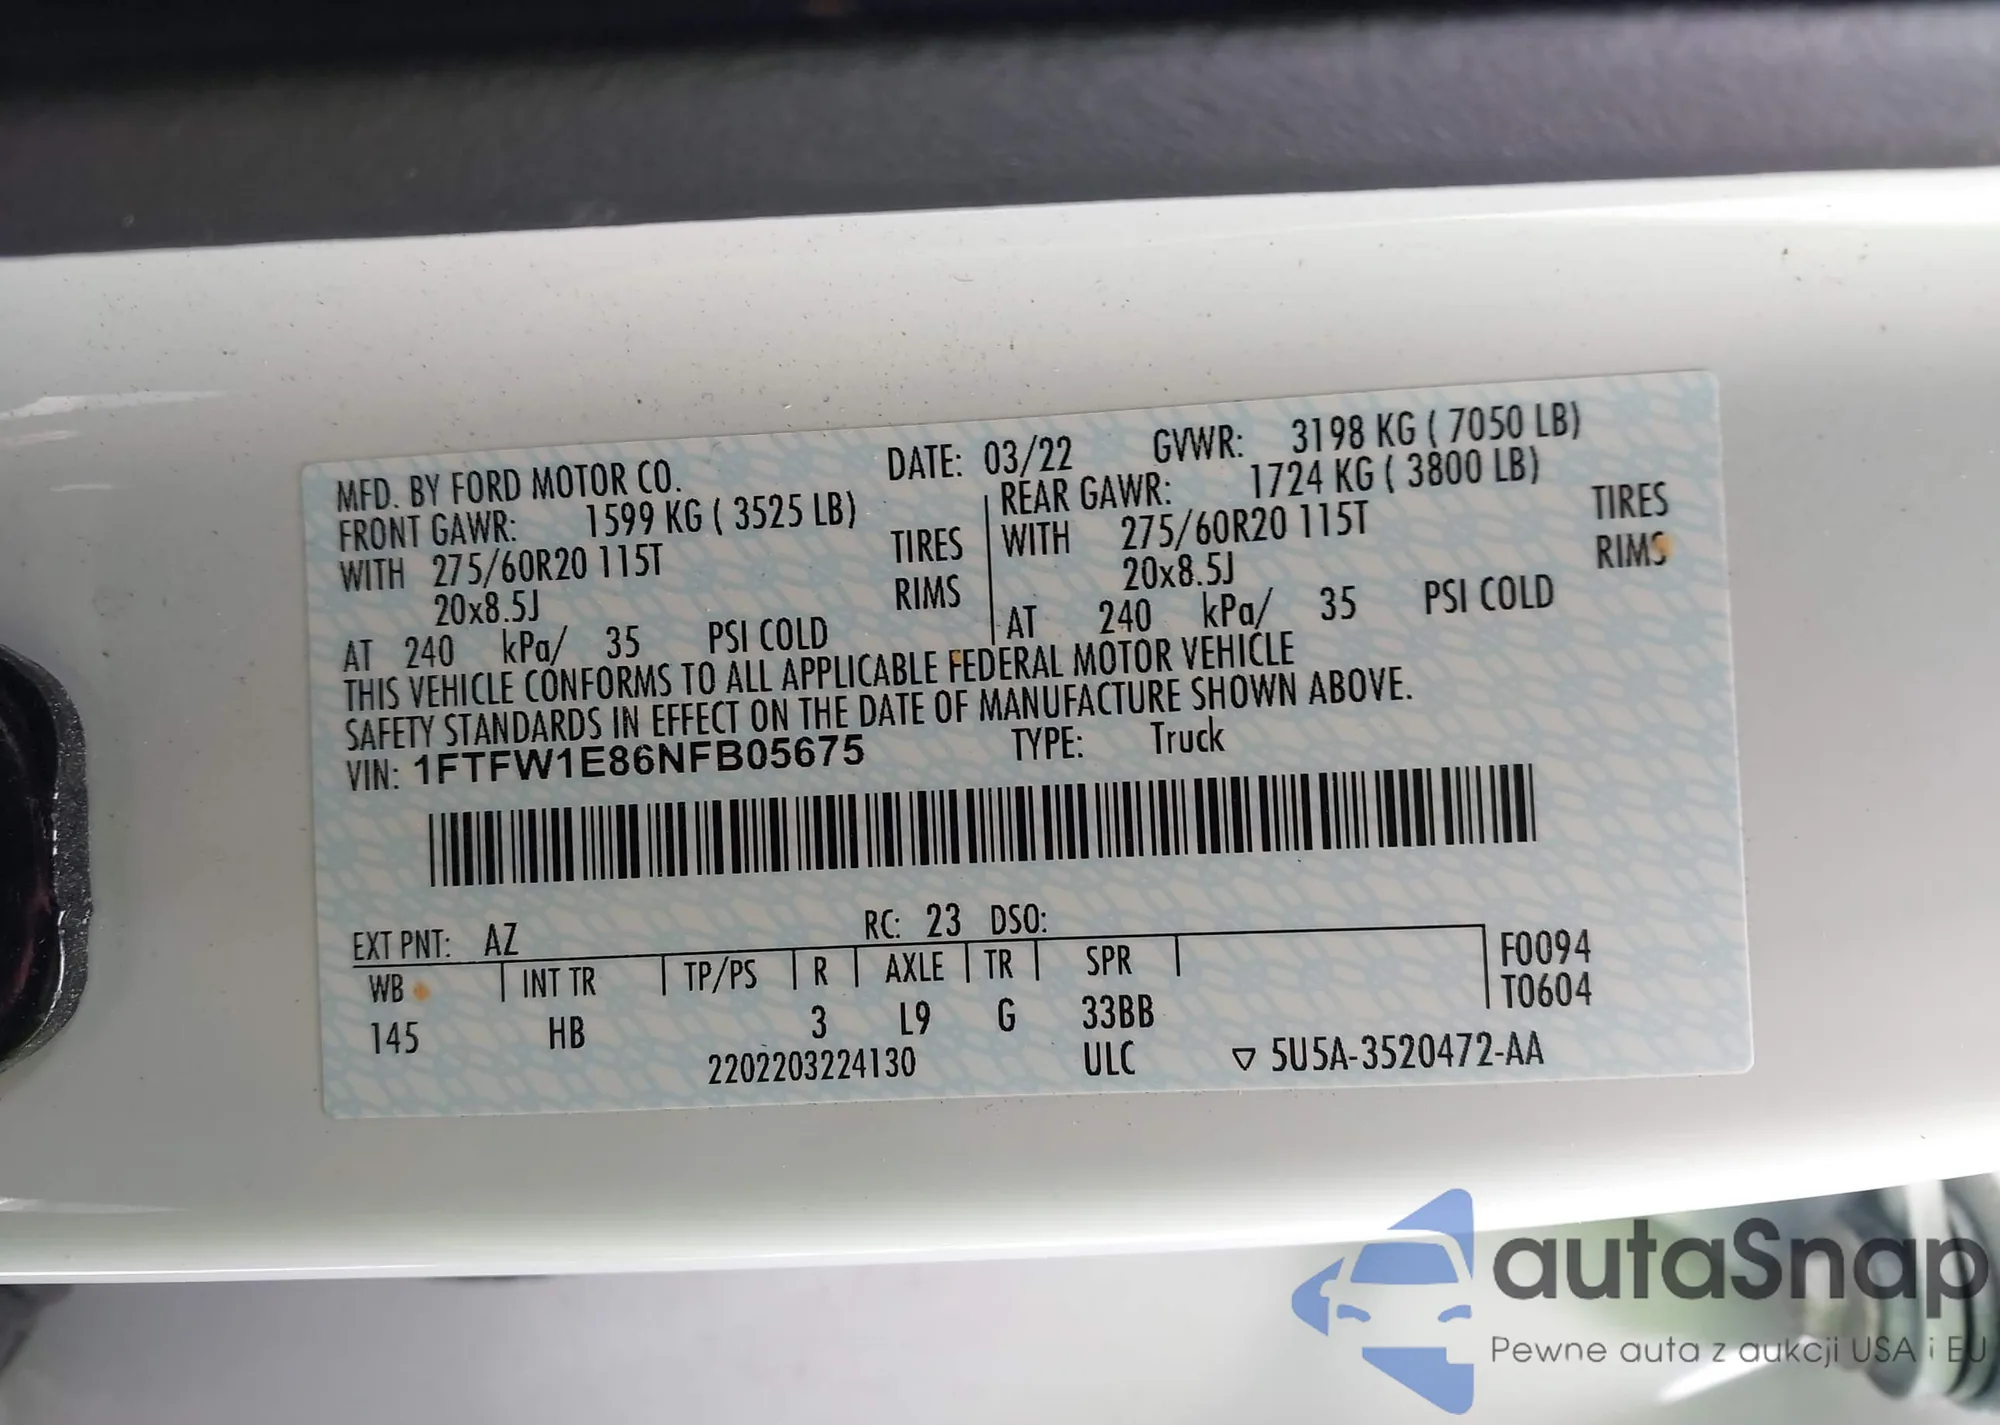 MFD. BY FORD MOTOR CO. DATE: 03/22 GVWR: 3198 KG ( 7050 LB)
FRONT GAWR: 1599 KG ( 3525 LB) REAR GAWR: 1724 KG ( 3800 LB)
WITH 275/60R20 115T TIRES WITH 275/60R20 115T TIRES
20x8.5J RIMS 20x8.5J RIMS
AT 240 kPa/ 35 PSI COLD AT 240 kPa/ 35 PSI COLD
THIS VEHICLE CONFORMS TO ALL APPLICABLE FEDERAL MOTOR VEHICLE
SAFETY STANDARDS IN EFFECT ON THE DATE OF MANUFACTURE SHOWN ABOVE.
VIN: 1FTFW1E86NFB05675 TYPE: Truck
EXT PNT: AZ RC: 23 DSO:
WB INT TR TP/PS R AXLE TR SPR F0094
145 HB 3 L9 G 33BB T0604
2202203224130 ULC ▽ 5U5A-3520472-AA
autaSnap
Pewne auta z aukcji USA i EU